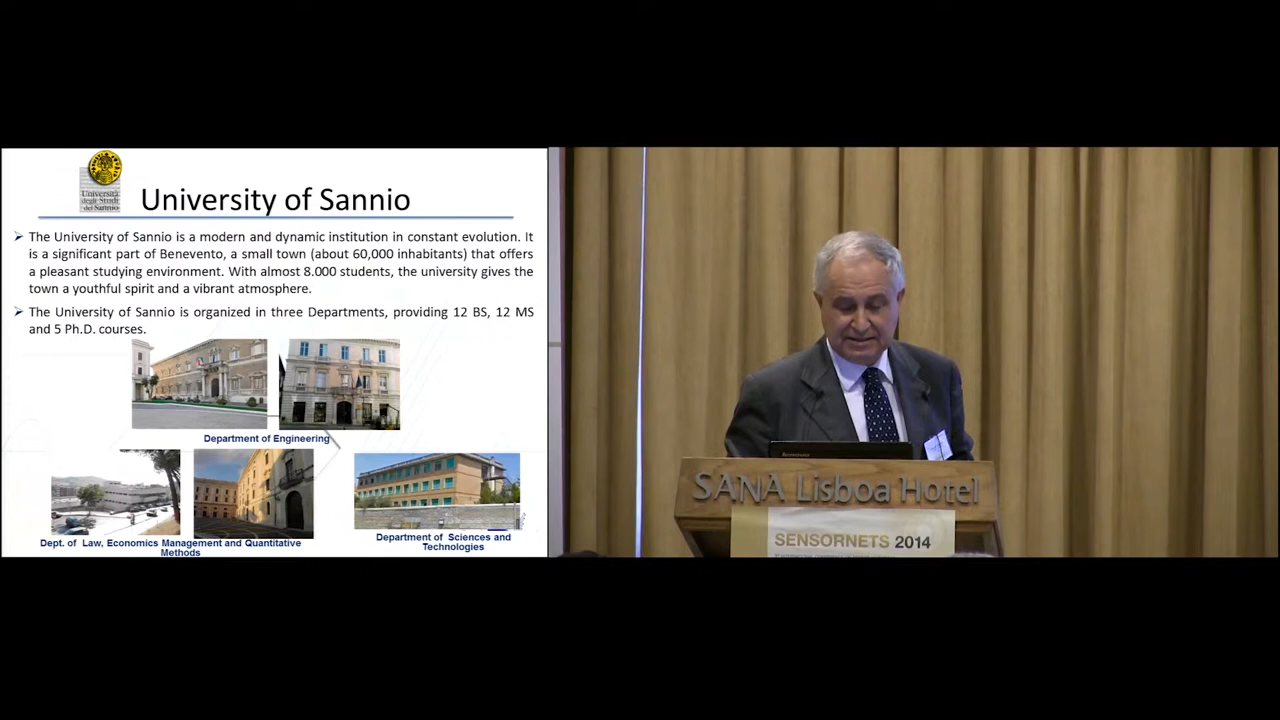 Università
degli Studi
del Sannio
University of Sannio
The University of Sannio is a modern and dynamic institution in constant evolution. It
is a significant part of Benevento, a small town (about 60,000 inhabitants) that offers
a pleasant studying environment. With almost 8.000 students, the university gives the
town a youthful spirit and a vibrant atmosphere.
The University of Sannio is organized in three Departments, providing 12 BS, 12 MS
and 5 Ph.D. courses.
Department of Engineering
Dept. of Law, Economics Management and Quantitative
Methods
Department of Sciences and
Technologies
lenovo
SANA Lisboa Hotel
SENSORNETS 2014